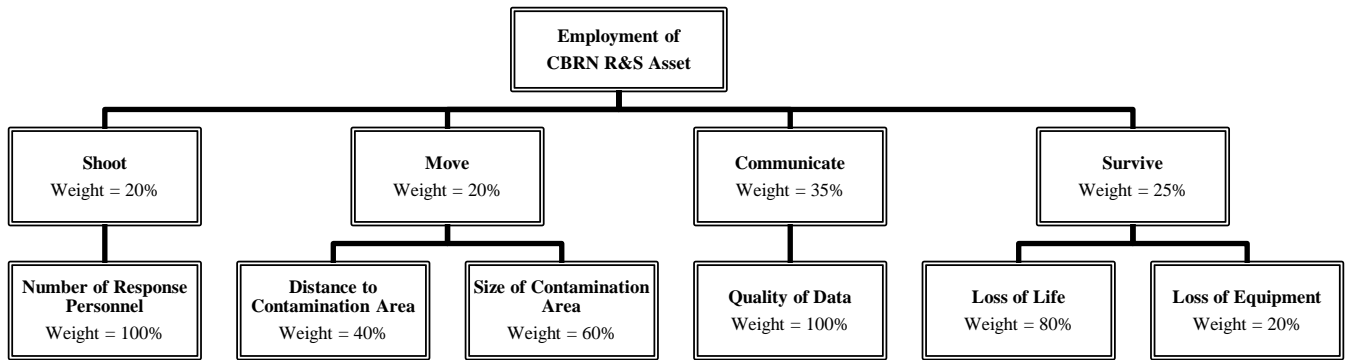 Employment of
CBRN R&S Asset
Shoot
Weight = 20%
Move
Weight = 20%
Communicate
Weight = 35%
Survive
Weight = 25%
Number of Response
Personnel
Weight = 100%
Distance to
Contamination Area
Weight = 40%
Size of Contamination
Area
Weight = 60%
Quality of Data
Weight = 100%
Loss of Life
Weight = 80%
Loss of Equipment
Weight = 20%